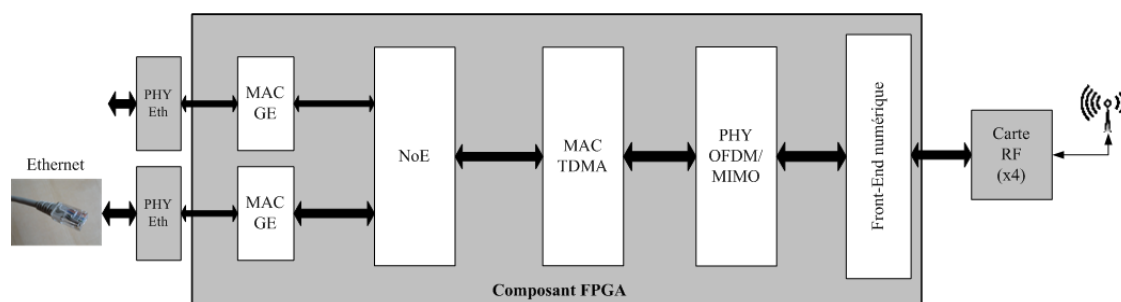 PHY
Eth
MAC
GE
Ethernet
PHY
Eth
MAC
GE
NoE
MAC
TDMA
PHY
OFDM/
MIMO
Front-End numérique
Carte
RF
(x4)
Composant FPGA